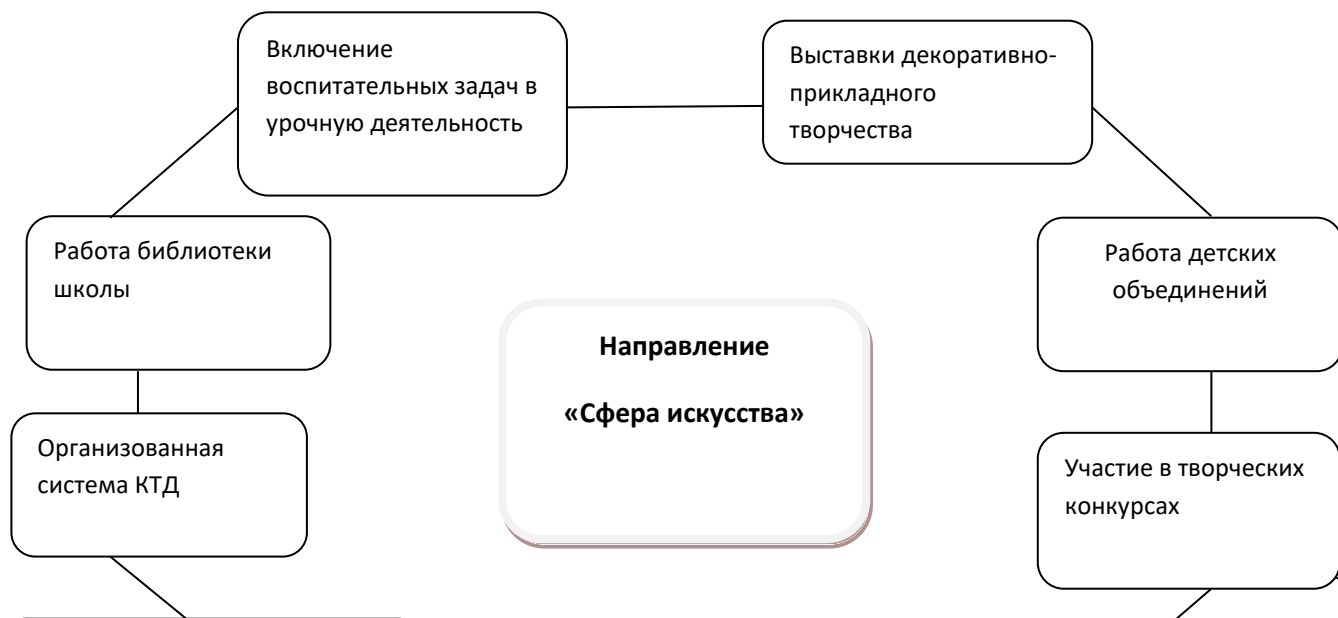 Включение
воспитательных задач в
урочную деятельность
Выставки декоративно-
прикладного
творчества
Работа библиотеки
школы
Работа детских
объединений
Направление
«Сфера искусства»
Организованная
система КТД
Участие в творческих
конкурсах